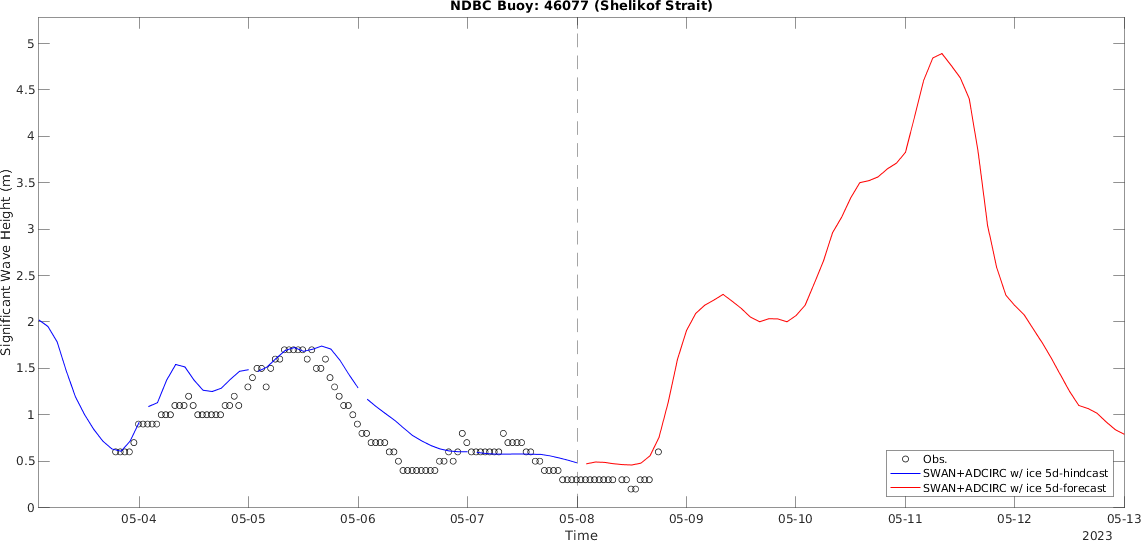 NDBC Buoy: 46077 (Shelikof Strait)
Significant Wave Height (m)
5
4.5
4
3.5
3
2.5
2
1.5
1
0.5
0
Obs.
SWAN+ADCIRC w/ ice 5d-hindcast
SWAN+ADCIRC w/ ice 5d-forecast
05-04 05-05 05-06 05-07 05-08 05-09 05-10 05-11 05-12 05-13
Time
2023